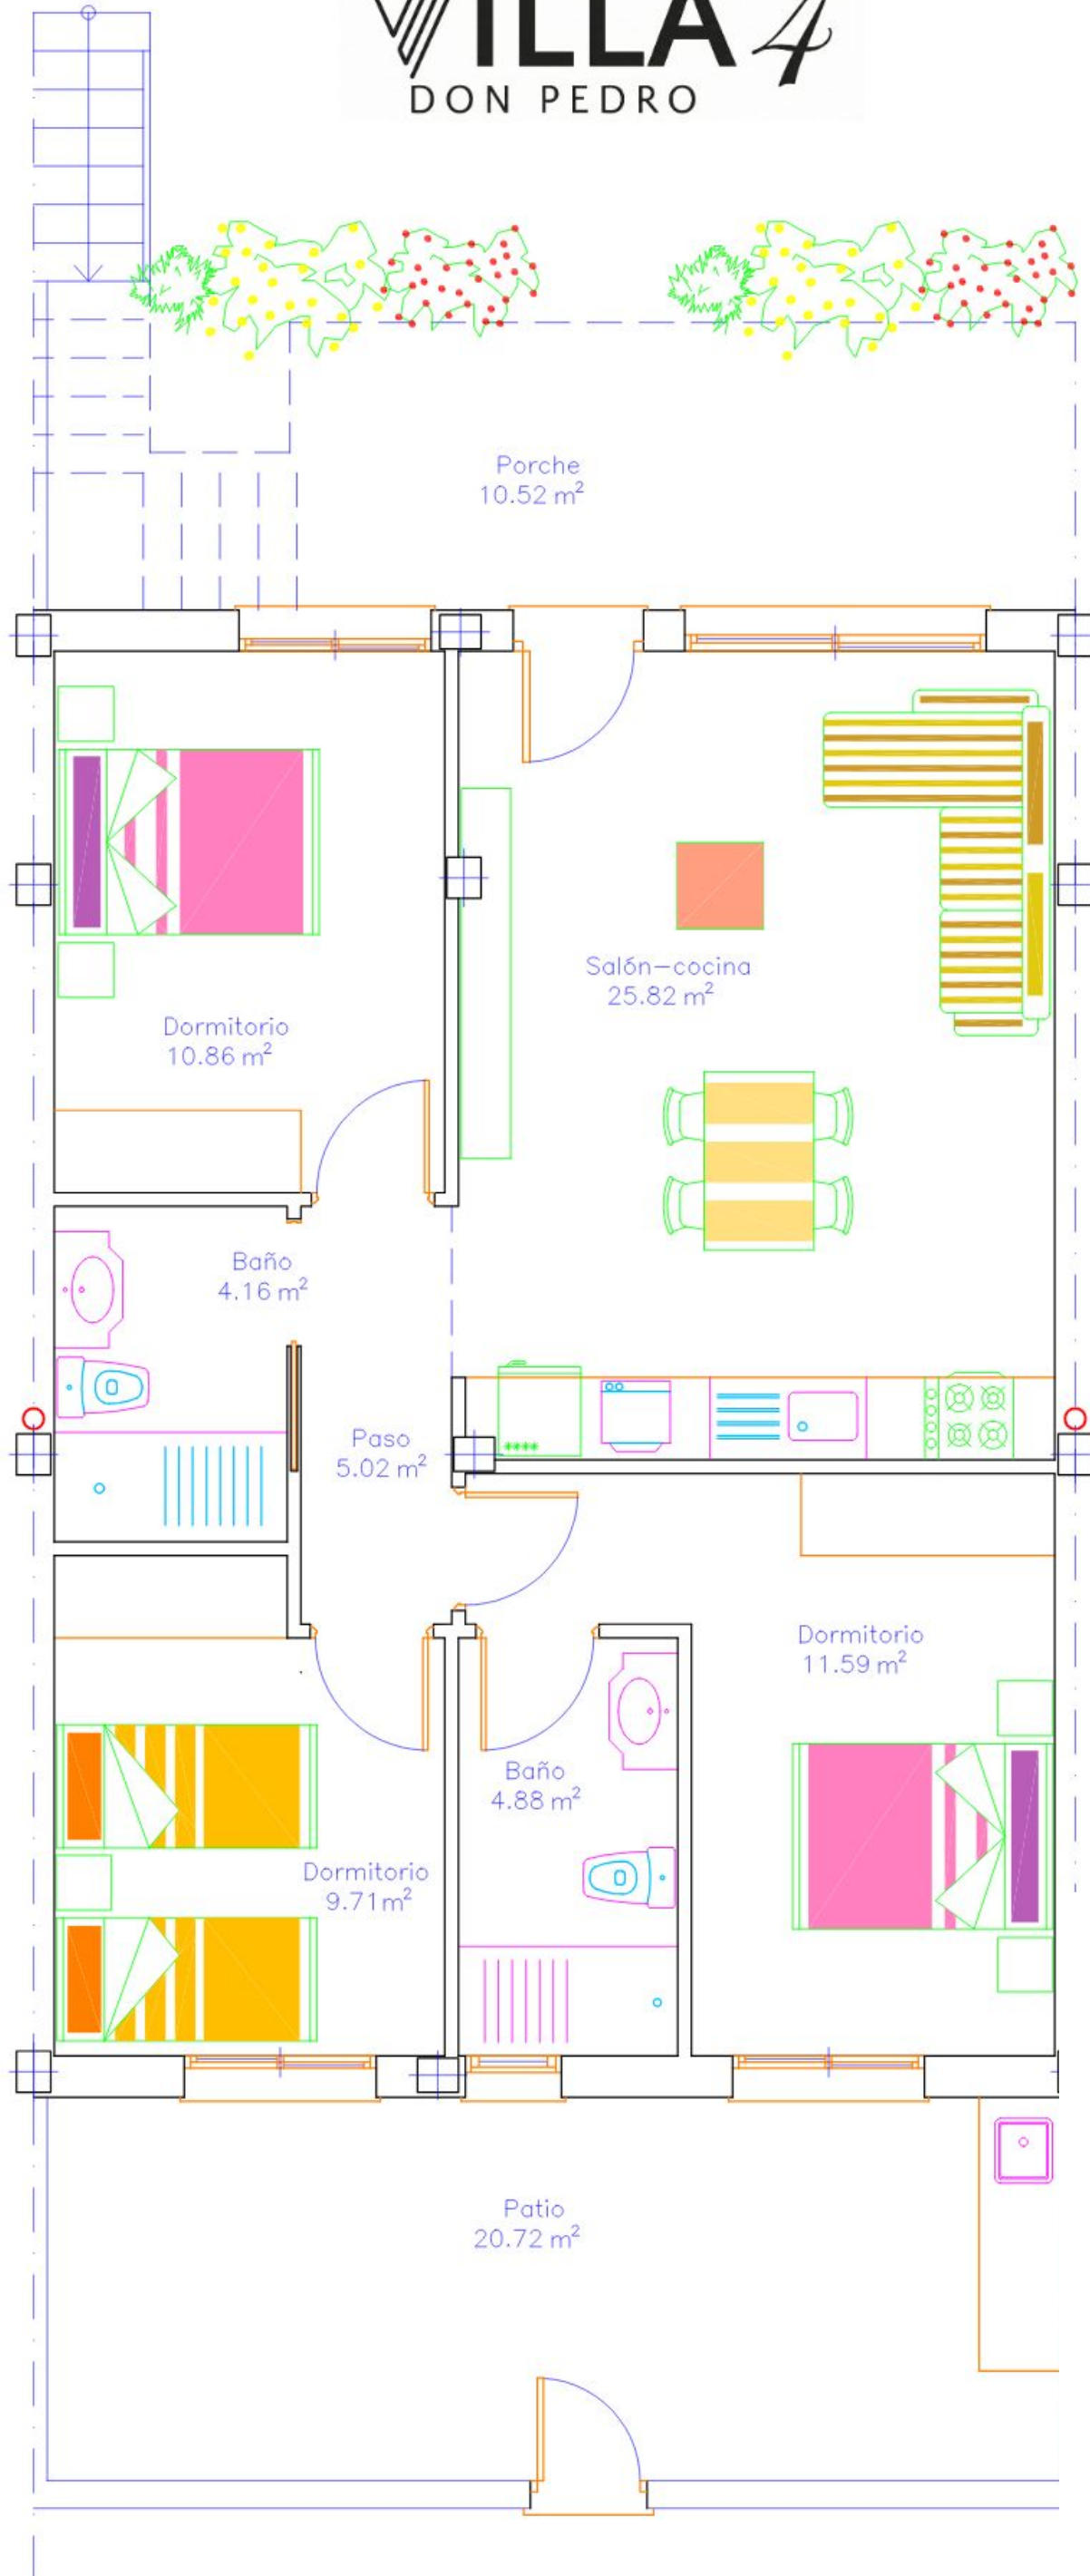 VILLA 4
DON PEDRO
Porche
10.52 m²
Salón-cocina
25.82 m²
Dormitorio
10.86 m²
Baño
4.16 m²
Paso
5.02 m²
Dormitorio
11.59 m²
Baño
4.88 m²
Dormitorio
9.71m²
Patio
20.72 m²